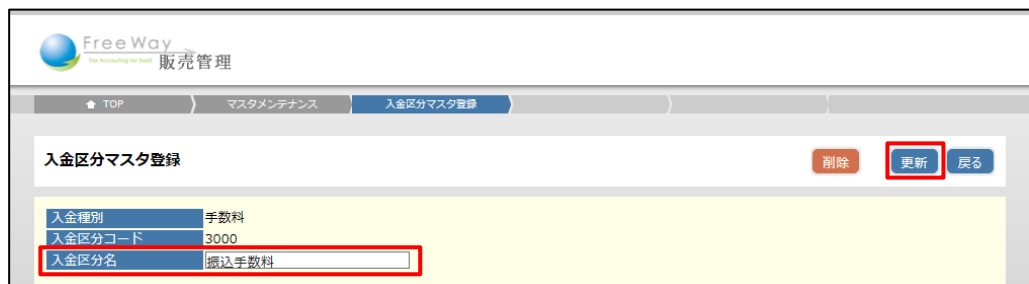 FreeWay
Tax Accounting for SaaS
販売管理
TOP
マスタメンテナンス
入金区分マスタ登録
入金区分マスタ登録
削除
更新
戻る
入金種別 手数料
入金区分コード 3000
入金区分名 振込手数料